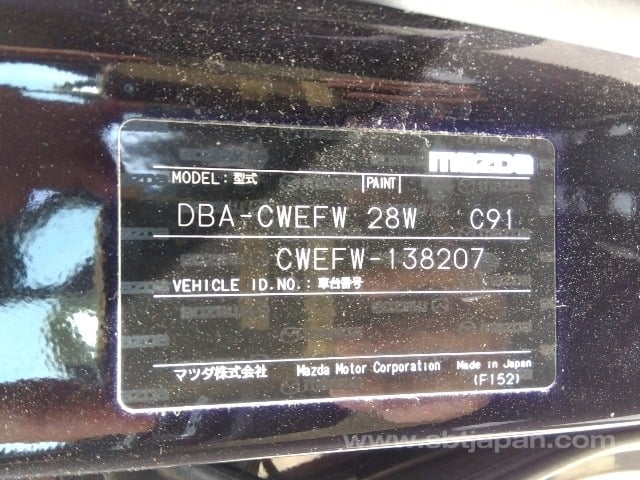 mazda
MODEL : 型式 PAINT
DBA-CWEFW 28W C91
CWEFW-138207
VEHICLE ID.NO. : 車台番号
マツダ株式会社 Mazda Motor Corporation Made in Japan
(F152)
www.sbtjapan.com